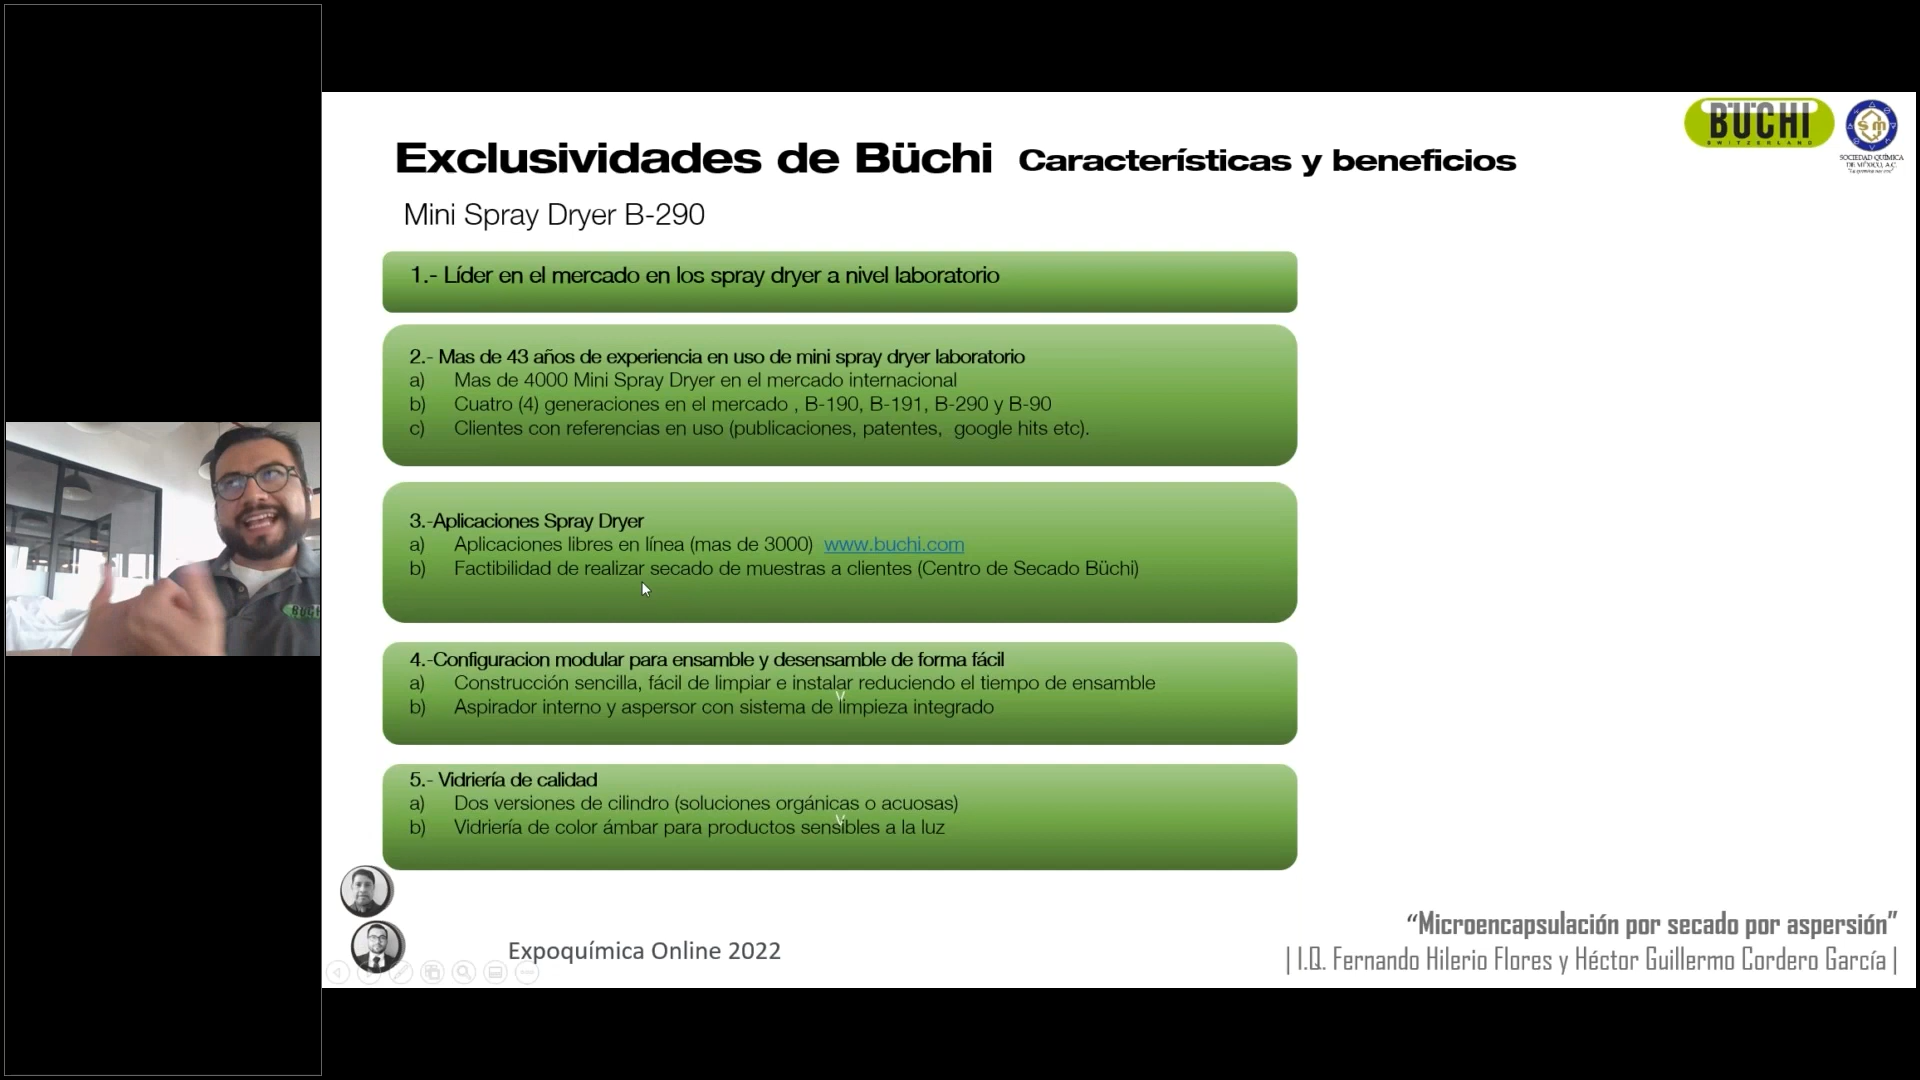 BÜCHI
SWITZERLAND
SOCIEDAD QUÍMICA
DE MÉXICO, A.C.
Exclusividades de Büchi Características y beneficios
Mini Spray Dryer B-290
1.- Líder en el mercado en los spray dryer a nivel laboratorio
2.- Mas de 43 años de experiencia en uso de mini spray dryer laboratorio
a) Mas de 4000 Mini Spray Dryer en el mercado internacional
b) Cuatro (4) generaciones en el mercado , B-190, B-191, B-290 y B-90
c) Clientes con referencias en uso (publicaciones, patentes, google hits etc).
3.-Aplicaciones Spray Dryer
a) Aplicaciones libres en línea (mas de 3000) www.buchi.com
b) Factibilidad de realizar secado de muestras a clientes (Centro de Secado Büchi)
4.-Configuracion modular para ensamble y desensamble de forma fácil
a) Construcción sencilla, fácil de limpiar e instalar reduciendo el tiempo de ensamble
V
b) Aspirador interno y aspersor con sistema de limpieza integrado
5.- Vidriería de calidad
a) Dos versiones de cilindro (soluciones orgánicas o acuosas)
V
b) Vidriería de color ámbar para productos sensibles a la luz
Expoquímica Online 2022
“Microencapsulación por secado por aspersión”
| I.Q. Fernando Hilerio Flores y Héctor Guillermo Cordero García |
BÜCHI